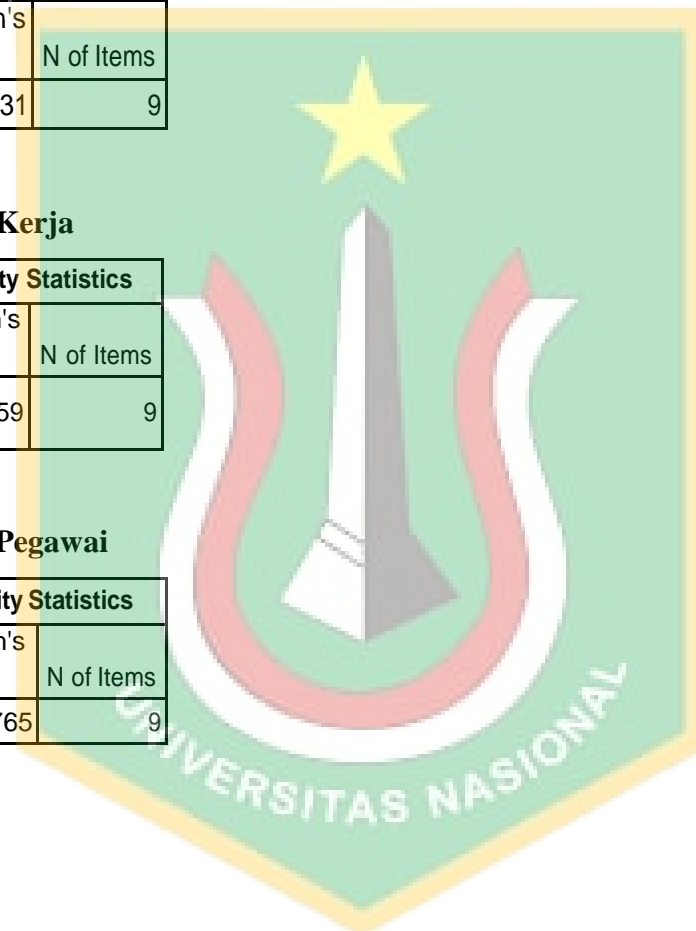 n's
N of Items
31 9
Kerja
ty Statistics
n's
N of Items
59 9
Pegawai
ity Statistics
n's
N of Items
765 9
UNIVERSITAS NASIONAL